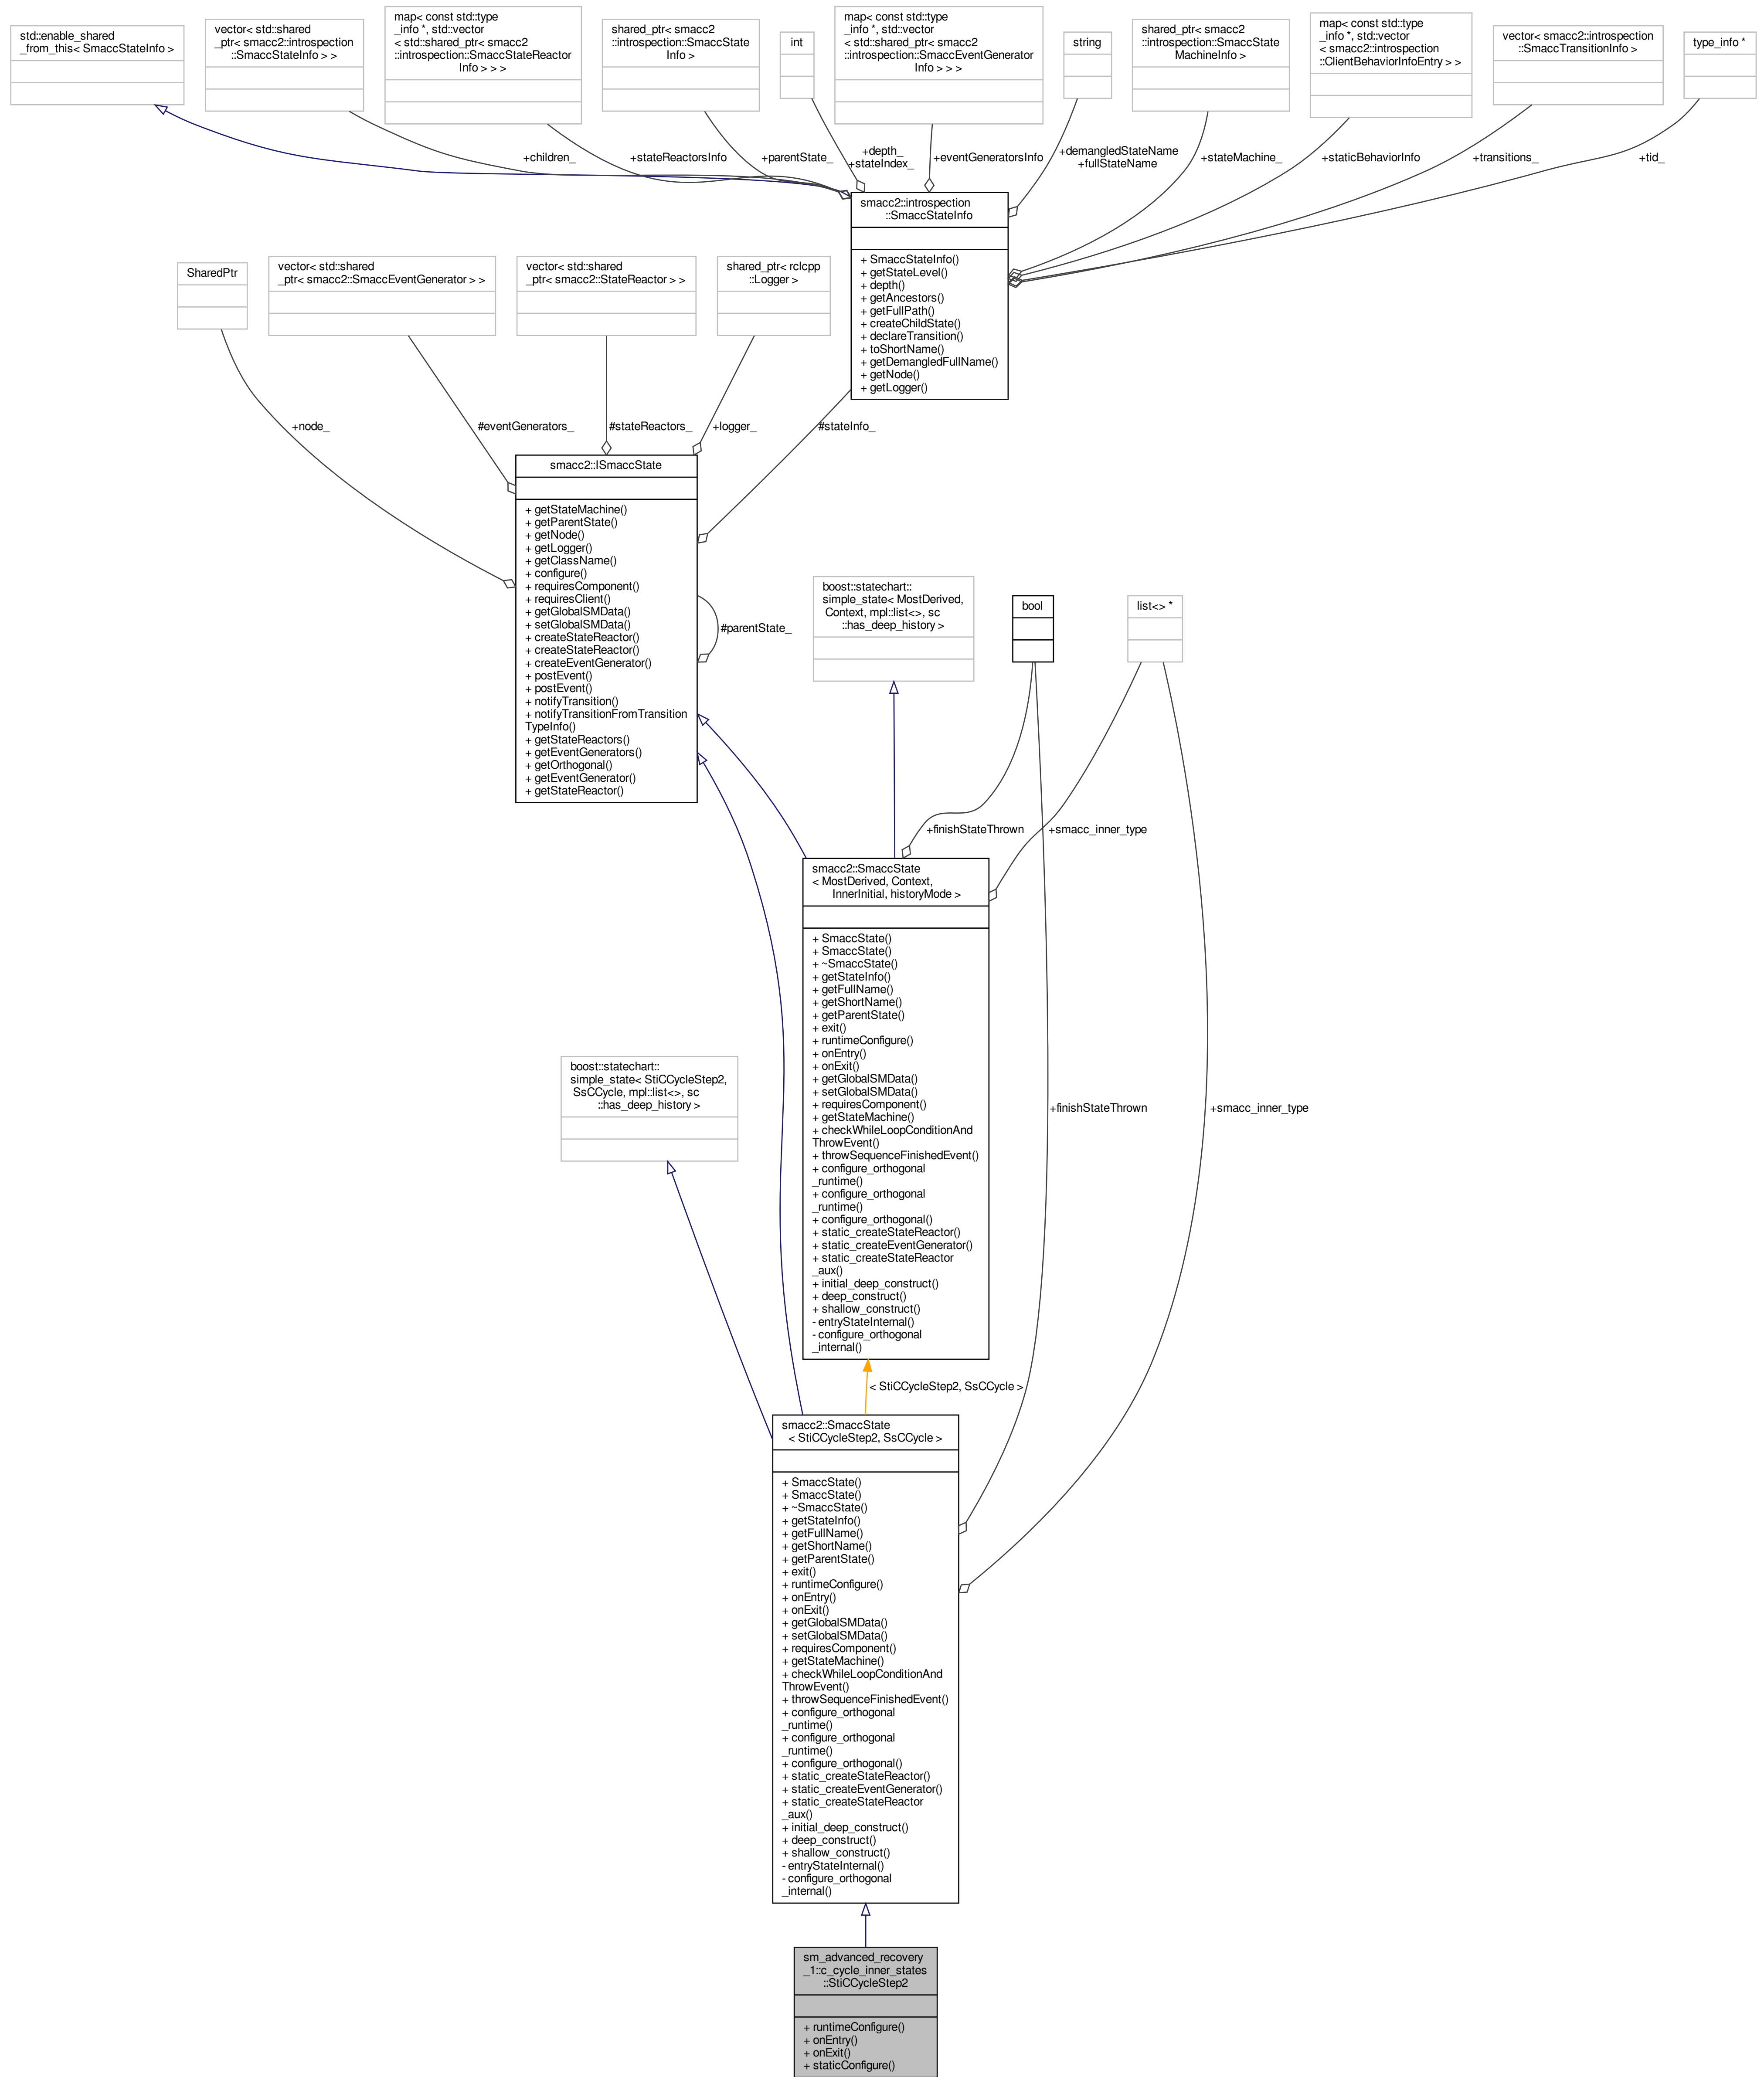 std::enable_shared
_from_this< SmaccStateInfo >
vector< std::shared
_ptr< smacc2::introspection
::SmaccStateInfo > >
map< const std::type
_info *, std::vector
< std::shared_ptr< smacc2
::introspection::SmaccStateReactor
Info > > >
shared_ptr< smacc2
::introspection::SmaccState
Info >
int
map< const std::type
_info *, std::vector
< std::shared_ptr< smacc2
::introspection::SmaccEventGenerator
Info > > >
string
shared_ptr< smacc2
::introspection::SmaccState
MachineInfo >
map< const std::type
_info *, std::vector
< smacc2::introspection
::ClientBehaviorInfoEntry > >
vector< smacc2::introspection
::SmaccTransitionInfo >
type_info *
+children_
+stateReactorsInfo
+parentState_
+depth_
+stateIndex_
+eventGeneratorsInfo
+demangledStateName
+fullStateName
+stateMachine_
+staticBehaviorInfo
+transitions_
+tid_
smacc2::introspection
::SmaccStateInfo
+ SmaccStateInfo()
+ getStateLevel()
+ depth()
+ getAncestors()
+ getFullPath()
+ createChildState()
+ declareTransition()
+ toShortName()
+ getDemangledFullName()
+ getNode()
+ getLogger()
SharedPtr
vector< std::shared
_ptr< smacc2::SmaccEventGenerator > >
vector< std::shared
_ptr< smacc2::StateReactor > >
shared_ptr< rclcpp
::Logger >
+node_
#eventGenerators_
#stateReactors_
+logger_
#stateInfo_
smacc2::ISmaccState
+ getStateMachine()
+ getParentState()
+ getNode()
+ getLogger()
+ getClassName()
+ configure()
+ requiresComponent()
+ requiresClient()
+ getGlobalSMData()
+ setGlobalSMData()
+ createStateReactor()
+ createStateReactor()
+ createEventGenerator()
+ postEvent()
+ postEvent()
+ notifyTransition()
+ notifyTransitionFromTransition
TypeInfo()
+ getStateReactors()
+ getEventGenerators()
+ getOrthogonal()
+ getEventGenerator()
+ getStateReactor()
#parentState_
boost::statechart::
simple_state< MostDerived,
Context, mpl::list<>, sc
::has_deep_history >
bool
list<> *
+finishStateThrown
+smacc_inner_type
smacc2::SmaccState
< MostDerived, Context,
InnerInitial, historyMode >
+ SmaccState()
+ SmaccState()
+ ~SmaccState()
+ getStateInfo()
+ getFullName()
+ getShortName()
+ getParentState()
+ exit()
+ runtimeConfigure()
+ onEntry()
+ onExit()
+ getGlobalSMData()
+ setGlobalSMData()
+ requiresComponent()
+ getStateMachine()
+ checkWhileLoopConditionAnd
ThrowEvent()
+ throwSequenceFinishedEvent()
+ configure_orthogonal
_runtime()
+ configure_orthogonal
_runtime()
+ configure_orthogonal()
+ static_createStateReactor()
+ static_createEventGenerator()
+ static_createStateReactor
_aux()
+ initial_deep_construct()
+ deep_construct()
+ shallow_construct()
- entryStateInternal()
- configure_orthogonal
_internal()
boost::statechart::
simple_state< StiCCycleStep2,
SsCCycle, mpl::list<>, sc
::has_deep_history >
+finishStateThrown
+smacc_inner_type
< StiCCycleStep2, SsCCycle >
smacc2::SmaccState
< StiCCycleStep2, SsCCycle >
+ SmaccState()
+ SmaccState()
+ ~SmaccState()
+ getStateInfo()
+ getFullName()
+ getShortName()
+ getParentState()
+ exit()
+ runtimeConfigure()
+ onEntry()
+ onExit()
+ getGlobalSMData()
+ setGlobalSMData()
+ requiresComponent()
+ getStateMachine()
+ checkWhileLoopConditionAnd
ThrowEvent()
+ throwSequenceFinishedEvent()
+ configure_orthogonal
_runtime()
+ configure_orthogonal
_runtime()
+ configure_orthogonal()
+ static_createStateReactor()
+ static_createEventGenerator()
+ static_createStateReactor
_aux()
+ initial_deep_construct()
+ deep_construct()
+ shallow_construct()
- entryStateInternal()
- configure_orthogonal
_internal()
sm_advanced_recovery
_1::c_cycle_inner_states
::StiCCycleStep2
+ runtimeConfigure()
+ onEntry()
+ onExit()
+ staticConfigure()